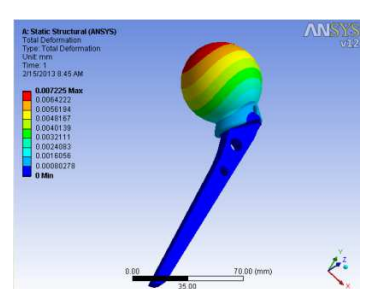 A: Static Structural (ANSYS)
Total Deformation
Type: Total Deformation
Unit: mm
Time: 1
2/15/2013 8:45 AM
ANSYS
v12
0.007225 Max
0.0064222
0.0056194
0.0048167
0.0040139
0.0032111
0.0024083
0.0016056
0.00080278
0 Min
Y
Z
X
0.00
70.00 (mm)
35.00